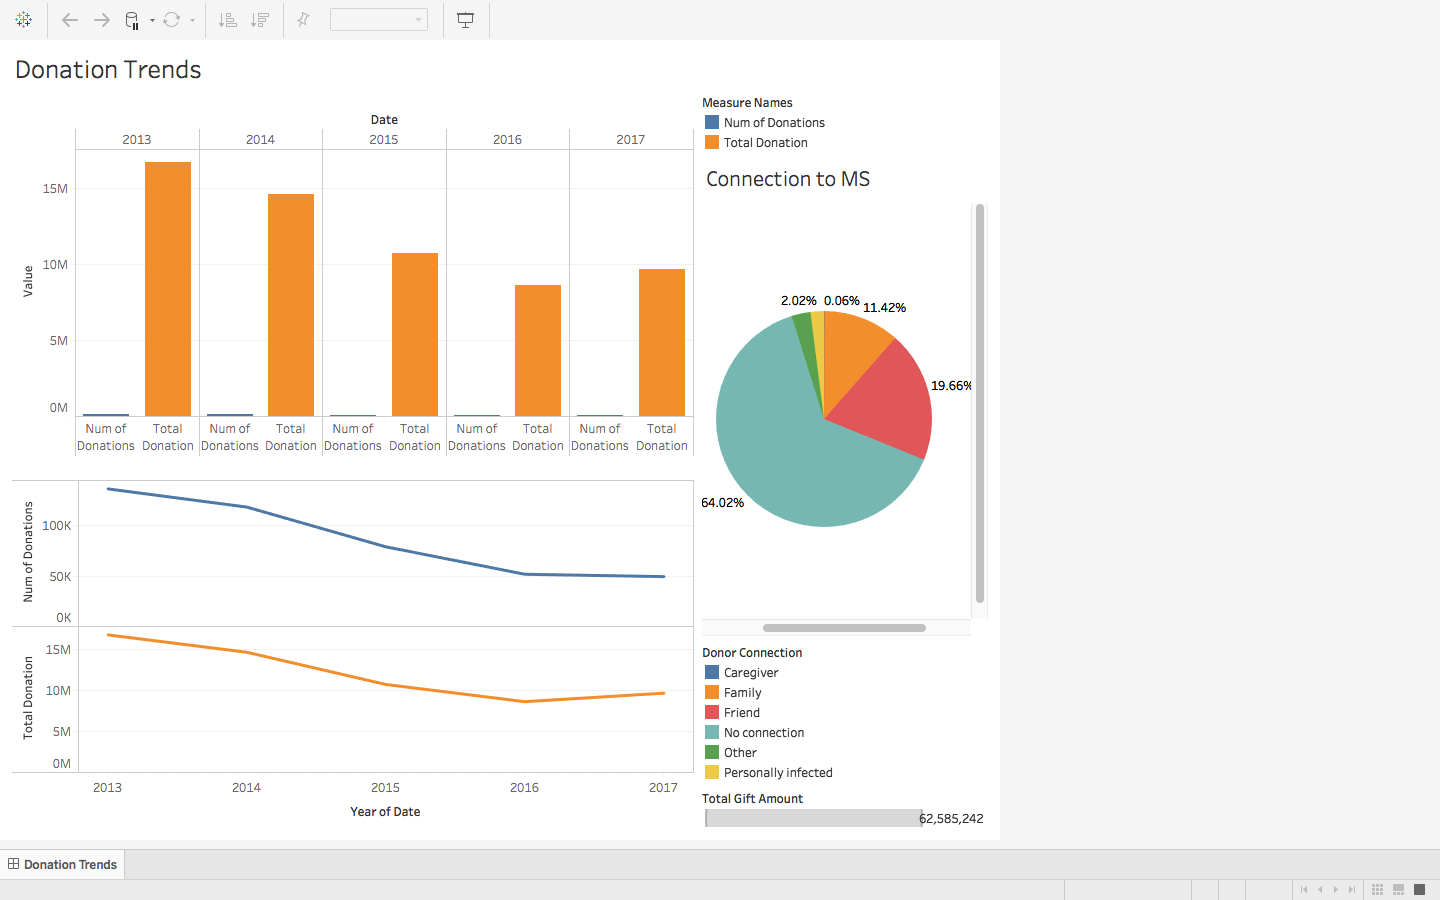 Donation Trends
Date
2013 2014 2015 2016 2017
15M
10M
5M
0M
Value
Num of Donations Total Donation Num of Donations Total Donation Num of Donations Total Donation Num of Donations Total Donation Num of Donations Total Donation
Measure Names
Num of Donations
Total Donation
Connection to MS
2.02% 0.06% 11.42%
19.66%
64.02%
Num of Donations
100K
50K
0K
Total Donation
15M
10M
5M
0M
2013 2014 2015 2016 2017
Year of Date
Donor Connection
Caregiver
Family
Friend
No connection
Other
Personally infected
Total Gift Amount
62,585,242
Donation Trends